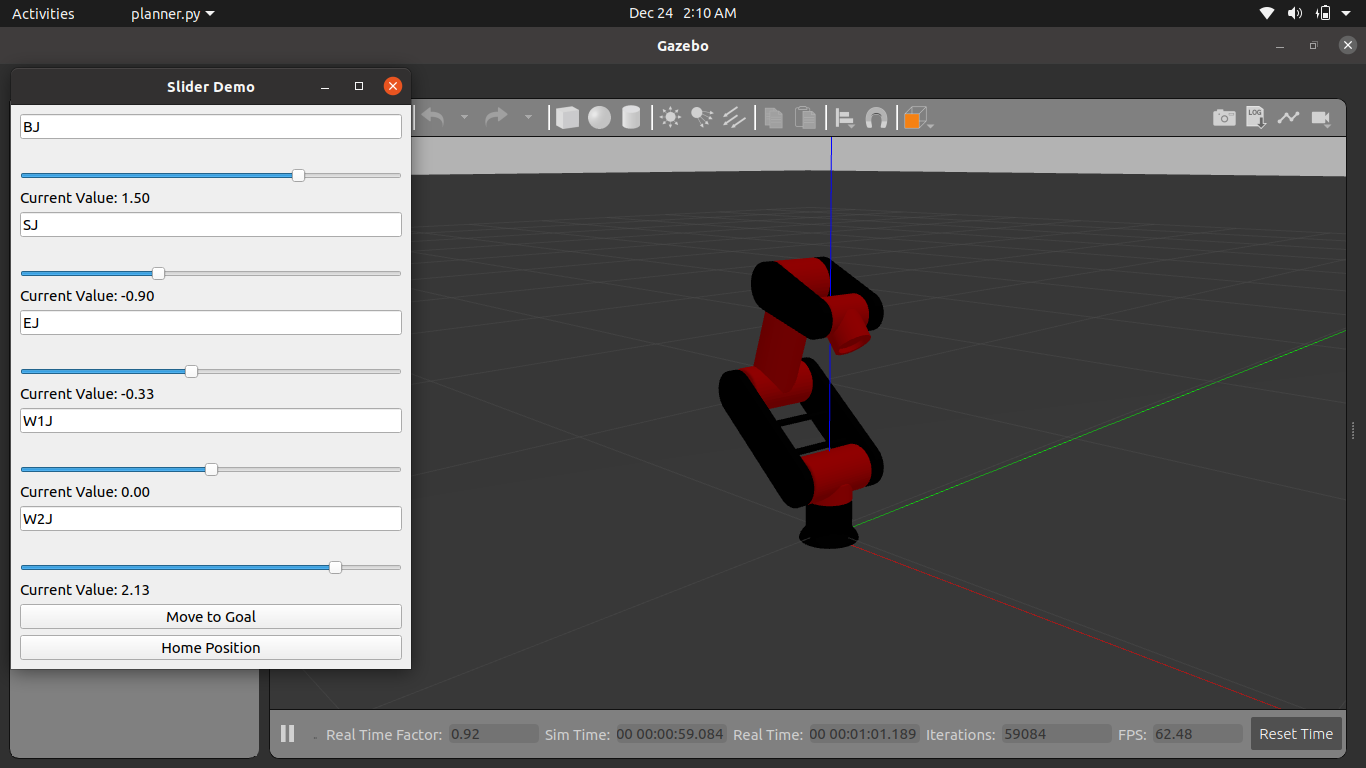 Activities planner.py Dec 24 2:10 AM
Gazebo
Slider Demo
BJ
Current Value: 1.50
SJ
Current Value: -0.90
EJ
Current Value: -0.33
W1J
Current Value: 0.00
W2J
Current Value: 2.13
Move to Goal
Home Position
LOG
Real Time Factor: 0.92 Sim Time: 00 00:00:59.084 Real Time: 00 00:01:01.189 Iterations: 59084 FPS: 62.48 Reset Time